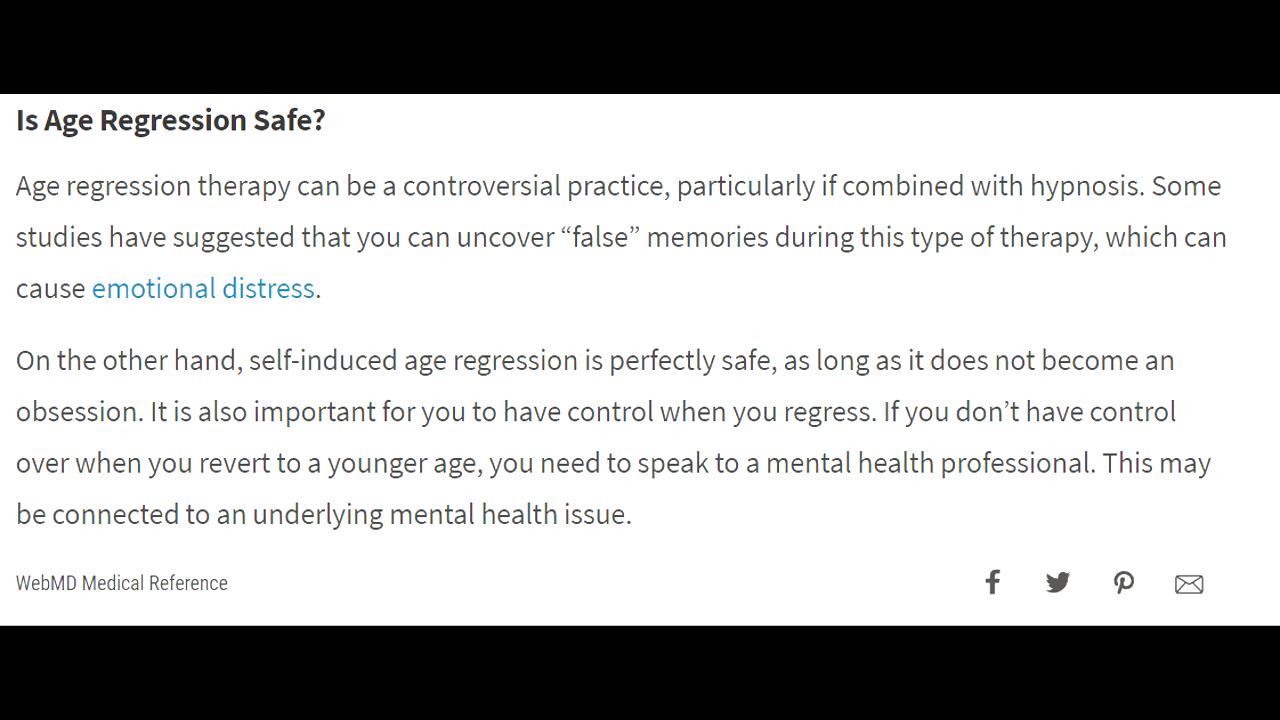 Is Age Regression Safe?
Age regression therapy can be a controversial practice, particularly if combined with hypnosis. Some
studies have suggested that you can uncover “false” memories during this type of therapy, which can
cause emotional distress.
On the other hand, self-induced age regression is perfectly safe, as long as it does not become an
obsession. It is also important for you to have control when you regress. If you don’t have control
over when you revert to a younger age, you need to speak to a mental health professional. This may
be connected to an underlying mental health issue.
WebMD Medical Reference